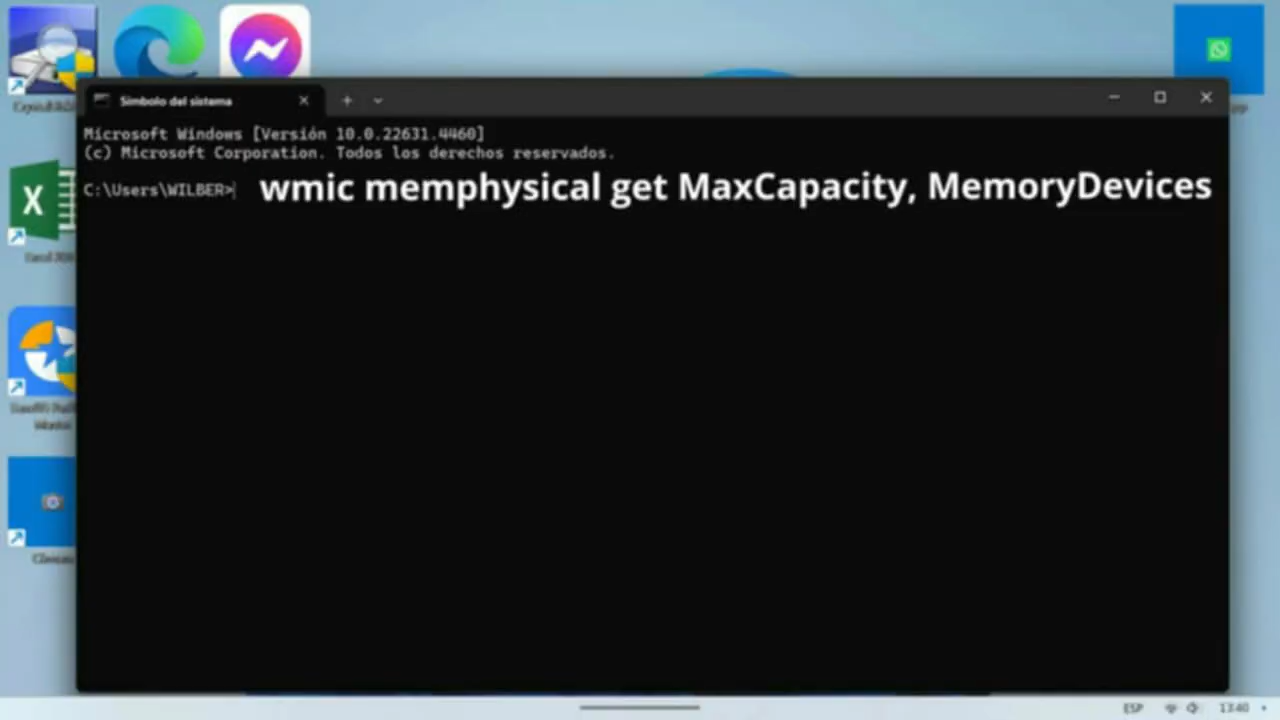 Símbolo del sistema
Microsoft Windows [Versión 10.0.22631.4460]
(c) Microsoft Corporation. Todos los derechos reservados.
C:\Users\WILBER> wmic memphysical get MaxCapacity, MemoryDevices
ESP 13:40